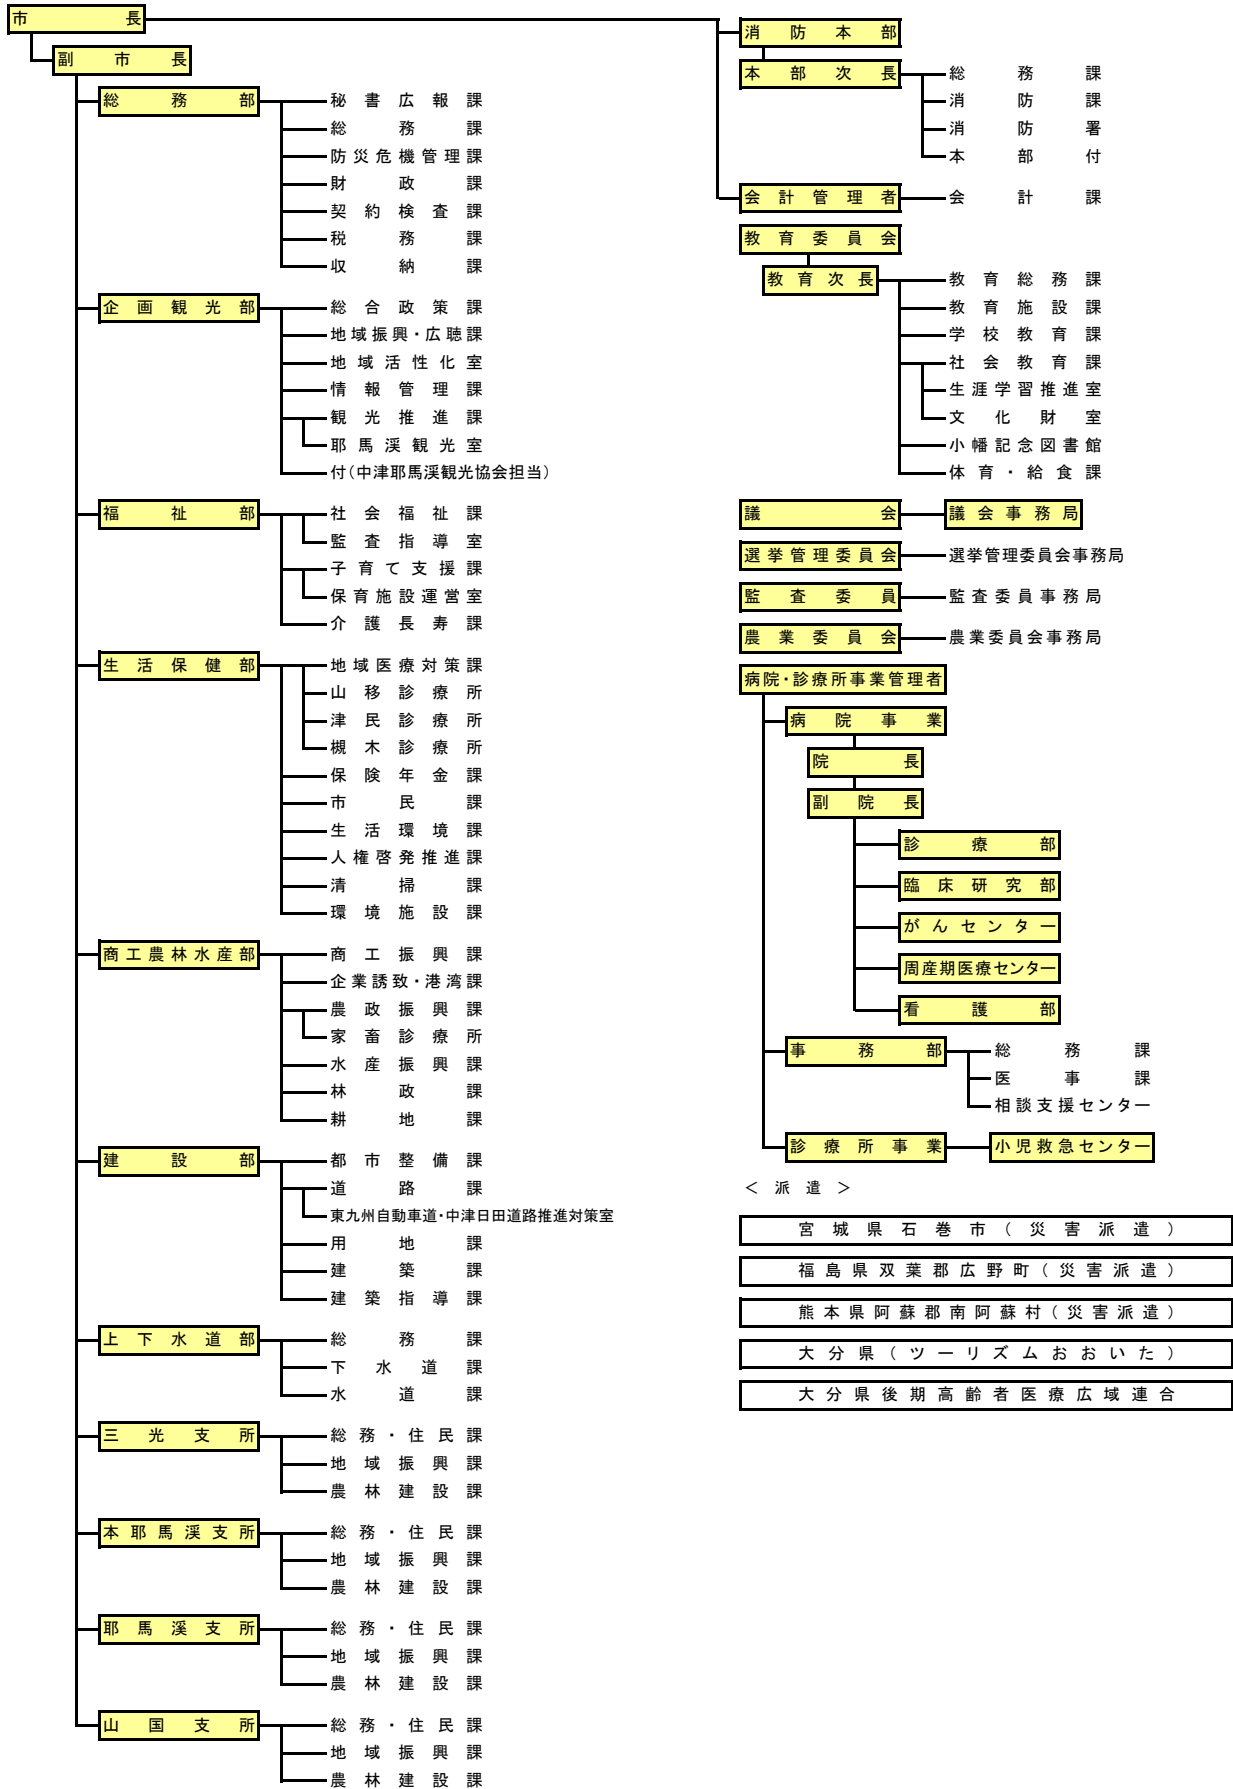 市長
副市長
総務部
秘書広報課
総務課
防災危機管理課
財政課
契約検査課
税務課
収納課
企画観光部
総合政策課
地域振興・広聴課
地域活性化室
情報管理課
観光推進課
耶馬渓観光室
付(中津耶馬渓観光協会担当)
福祉部
社会福祉課
監査指導室
子育て支援課
保育施設運営室
介護長寿課
生活保健部
地域医療対策課
山移診療所
津民診療所
槻木診療所
保険年金課
市民課
生活環境課
人権啓発推進課
清掃課
環境施設課
商工農林水産部
商工振興課
企業誘致・港湾課
農政振興課
家畜診療所
水産振興課
林政課
耕地課
建設部
都市整備課
道路課
東九州自動車道・中津日田道路推進対策室
用地課
建築課
建築指導課
上下水道部
総務課
下水道課
水道課
三光支所
総務・住民課
地域振興課
農林建設課
本耶馬渓支所
総務・住民課
地域振興課
農林建設課
耶馬渓支所
総務・住民課
地域振興課
農林建設課
山国支所
総務・住民課
地域振興課
農林建設課
消防本部
本部次長
総務課
消防課
消防署
本部付
会計管理者
会計課
教育委員会
教育次長
教育総務課
教育施設課
学校教育課
社会教育課
生涯学習推進室
文化財室
小幡記念図書館
体育・給食課
議会
議会事務局
選挙管理委員会
選挙管理委員会事務局
監査委員
監査委員事務局
農業委員会
農業委員会事務局
病院・診療所事業管理者
病院事業
院長
副院長
診療部
臨床研究部
がんセンター
周産期医療センター
看護部
事務部
総務課
医事課
相談支援センター
診療所事業
小児救急センター
＜派遣＞
宮城県石巻市(災害派遣)
福島県双葉郡広野町(災害派遣)
熊本県阿蘇郡南阿蘇村(災害派遣)
大分県(ツーリズムおおいた)
大分県後期高齢者医療広域連合